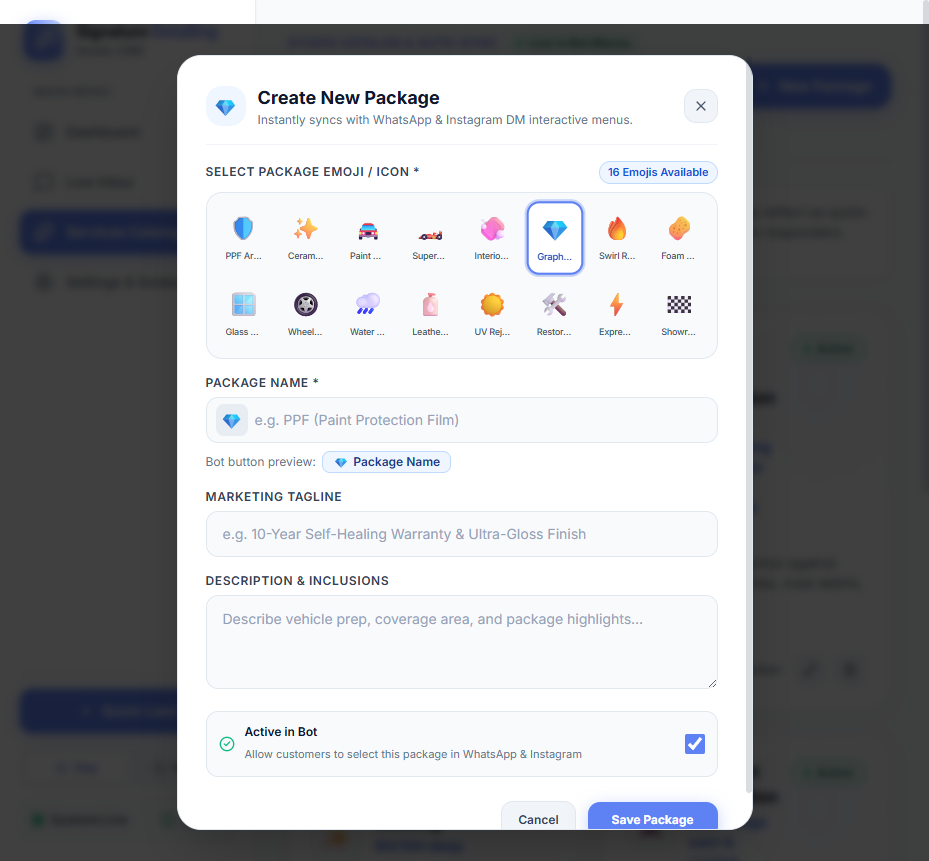 Create New Package
Instantly syncs with WhatsApp & Instagram DM interactive menus.
SELECT PACKAGE EMOJI / ICON *
16 Emojis Available
PPF Ar...
Ceram...
Paint ...
Super...
Interio...
Graph...
Swirl R...
Foam ...
Glass ...
Wheel...
Water ...
Leathe...
UV Rej...
Restor...
Expre...
Showr...
PACKAGE NAME *
e.g. PPF (Paint Protection Film)
Bot button preview:
Package Name
MARKETING TAGLINE
e.g. 10-Year Self-Healing Warranty & Ultra-Gloss Finish
DESCRIPTION & INCLUSIONS
Describe vehicle prep, coverage area, and package highlights...
Active in Bot
Allow customers to select this package in WhatsApp & Instagram
Cancel
Save Package